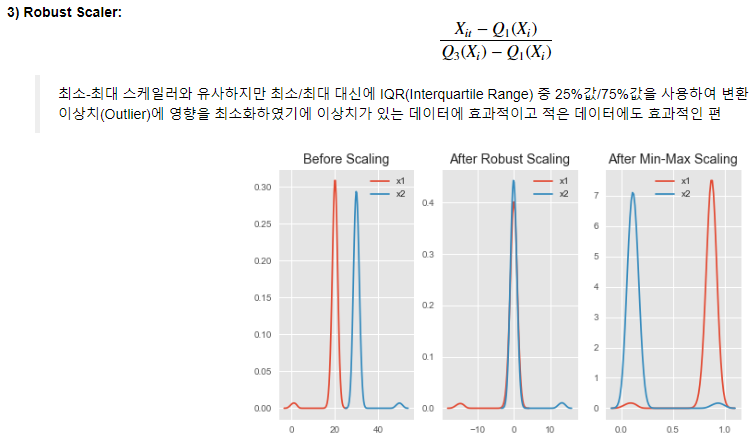 3) Robust Scaler:
Xᵢₜ − Q₁(Xᵢ)
Q₃(Xᵢ) − Q₁(Xᵢ)
최소-최대 스케일러와 유사하지만 최소/최대 대신에 IQR(Interquartile Range) 중 25%값/75%값을 사용하여 변환
이상치(Outlier)에 영향을 최소화하였기에 이상치가 있는 데이터에 효과적이고 적은 데이터에도 효과적인 편
Before Scaling
x1
x2
0.30
0.25
0.20
0.15
0.10
0.05
0.00
0 20 40
After Robust Scaling
x1
x2
0.4
0.3
0.2
0.1
0.0
−10 0 10
After Min-Max Scaling
x1
x2
7
6
5
4
3
2
1
0
0.0 0.5 1.0